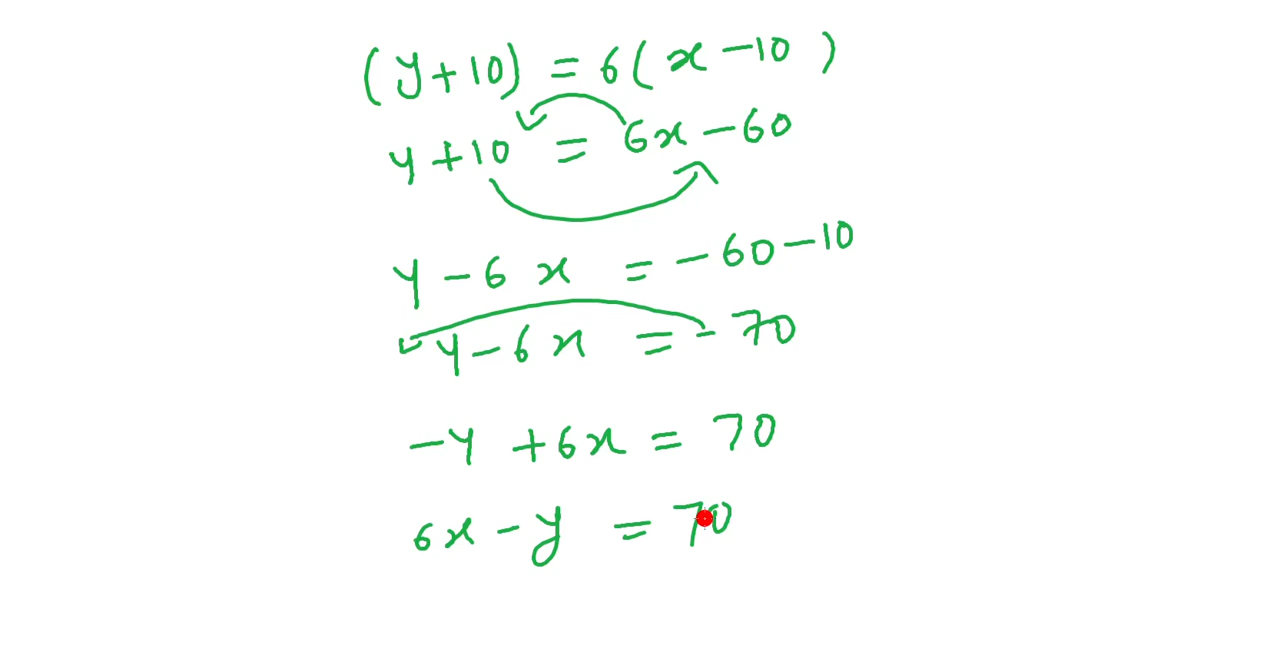 (y+10) = 6(x-10)
y+10 = 6x-60
y-6x = -60-10
y-6x = -70
-y+6x = 70
6x-y = 70